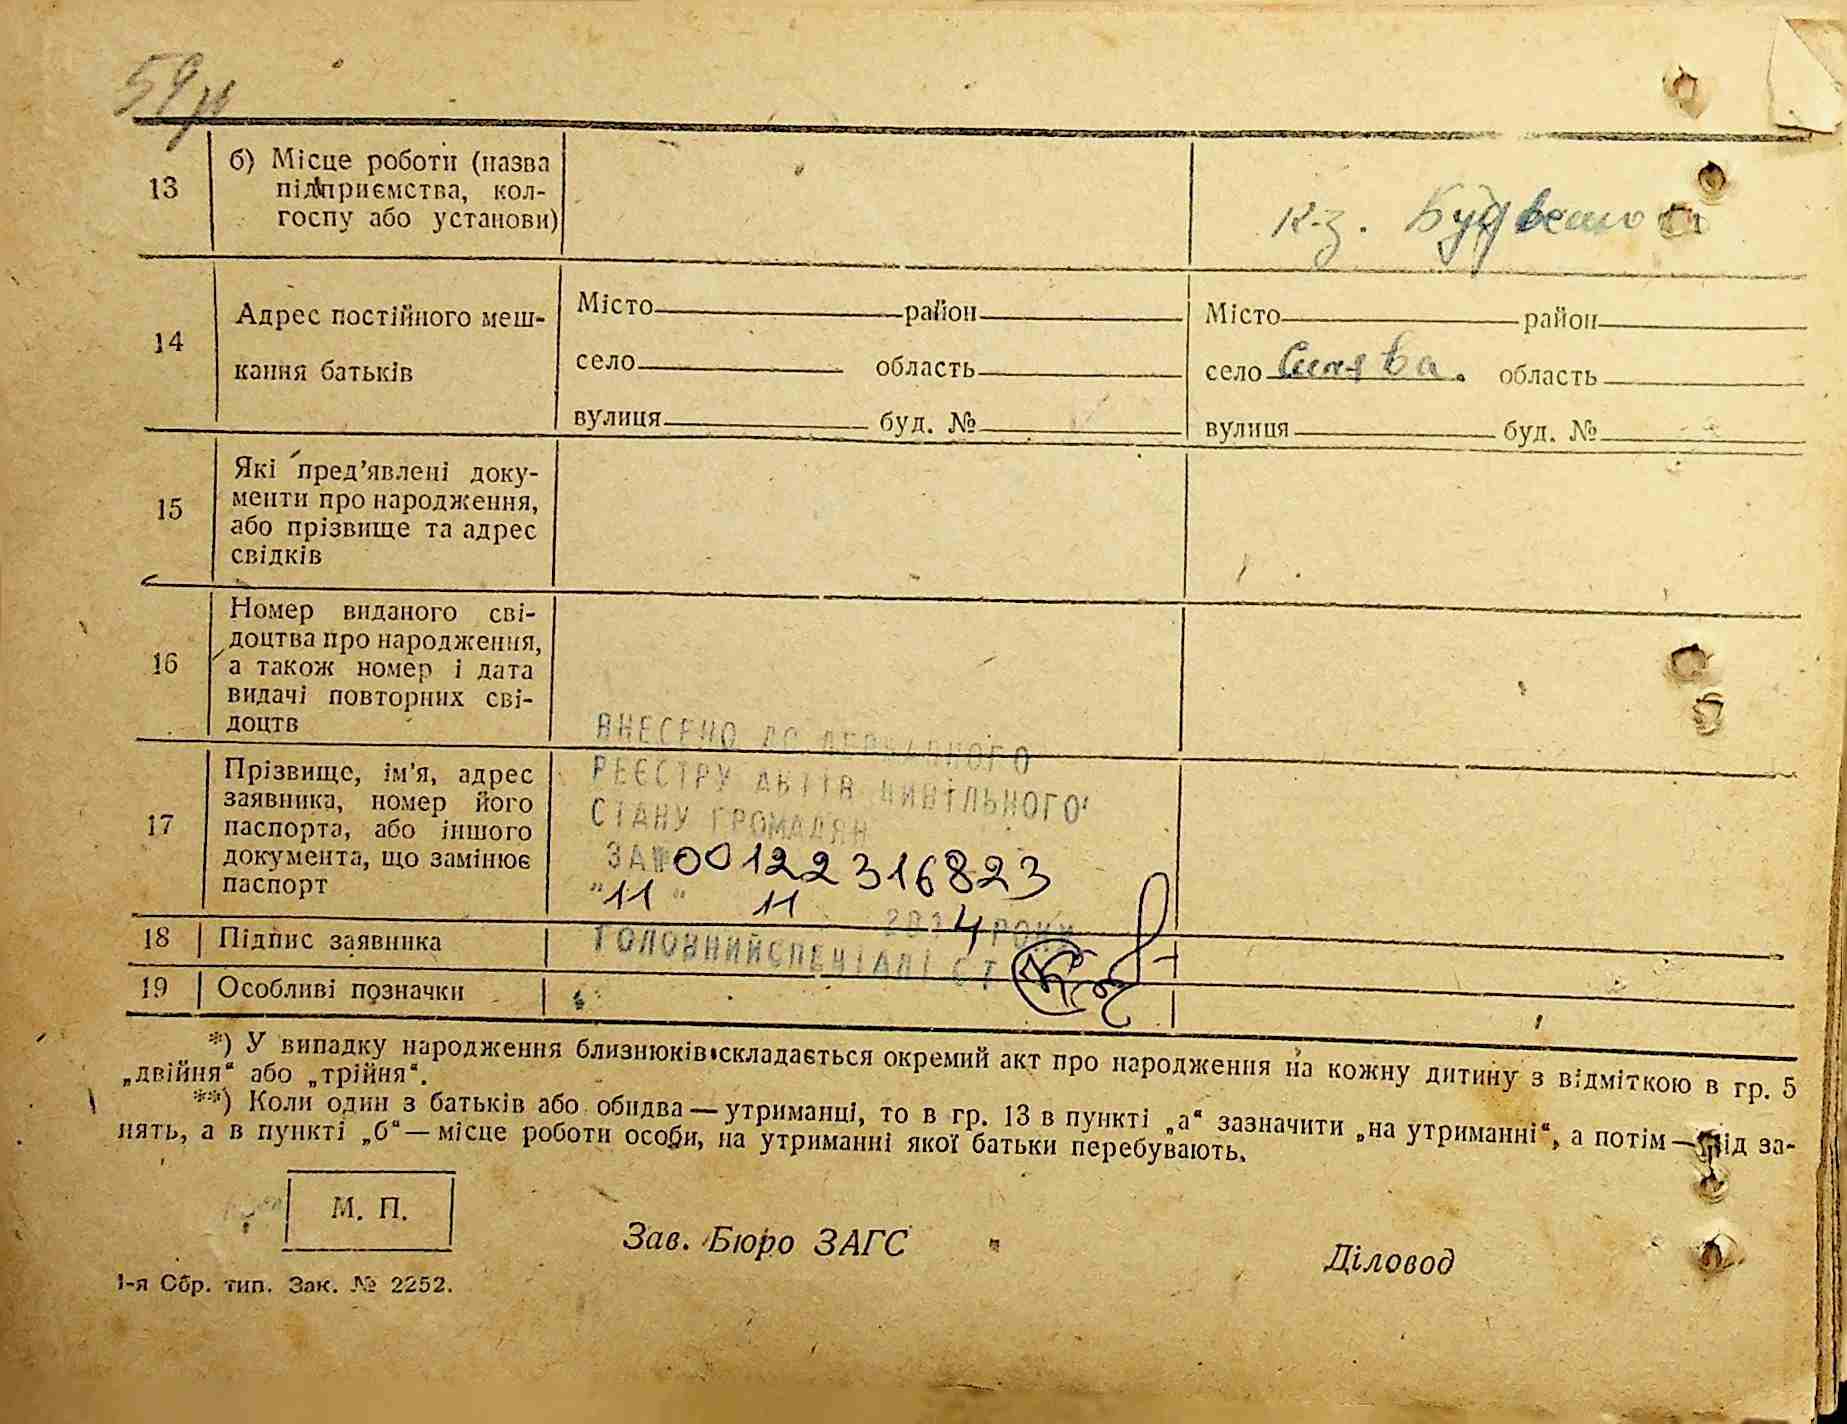 59
13
б) Місце роботи (назва
підприємства, кол-
госпу або установи)
к-з.
14
Адрес постійного меш-
кання батьків
Місто район
село область
вулиця буд. №
Місто район
село Синява. область
вулиця буд. №
15
Які пред’явлені доку-
менти про народження,
або прізвище та адрес
свідків
16
Номер виданого сві-
доцтва про народження,
а також номер і дата
видачі повторних сві-
доцтв
17
Прізвище, ім’я, адрес
заявника, номер його
паспорта, або іншого
документа, що замінює
паспорт
ВНЕСЕНО ДО ДЕРЖАВНОГО
РЕЄСТРУ АКТІВ ЦИВІЛЬНОГО
СТАНУ ГРОМАДЯН
ЗА № 00122316823
"11" 11 2014 РОКУ
ГОЛОВНИЙ СПЕЦІАЛІСТ
18
Підпис заявника
19
Особливі позначки
*) У випадку народження близнюків складається окремий акт про народження на кожну дитину з відміткою в гр. 5
„двійня“ або „трійня“.
**) Коли один з батьків або обидва — утриманці, то в гр. 13 в пункті „а“ зазначити „на утриманні“, а потім — від за-
нять, а в пункті „б“ — місце роботи особи, на утриманні якої батьки перебувають.
М. П.
Зав. Бюро ЗАГС
Діловод
1-я Обр. тип. Зак. № 2252.